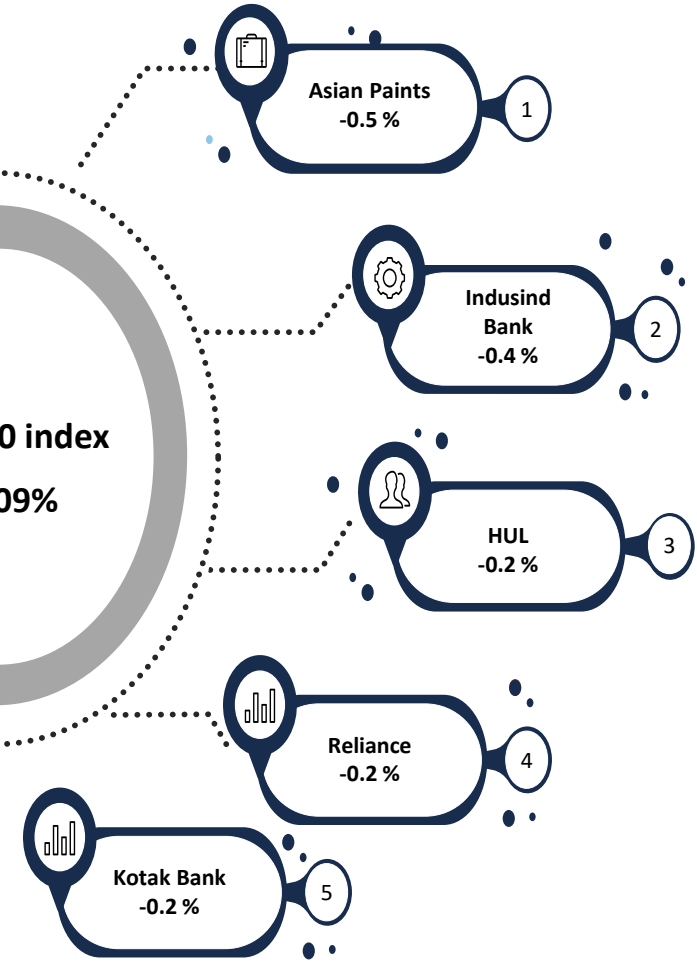 Asian Paints
-0.5 %
1
Indusind
Bank
-0.4 %
2
0 index
09%
HUL
-0.2 %
3
Reliance
-0.2 %
4
Kotak Bank
-0.2 %
5